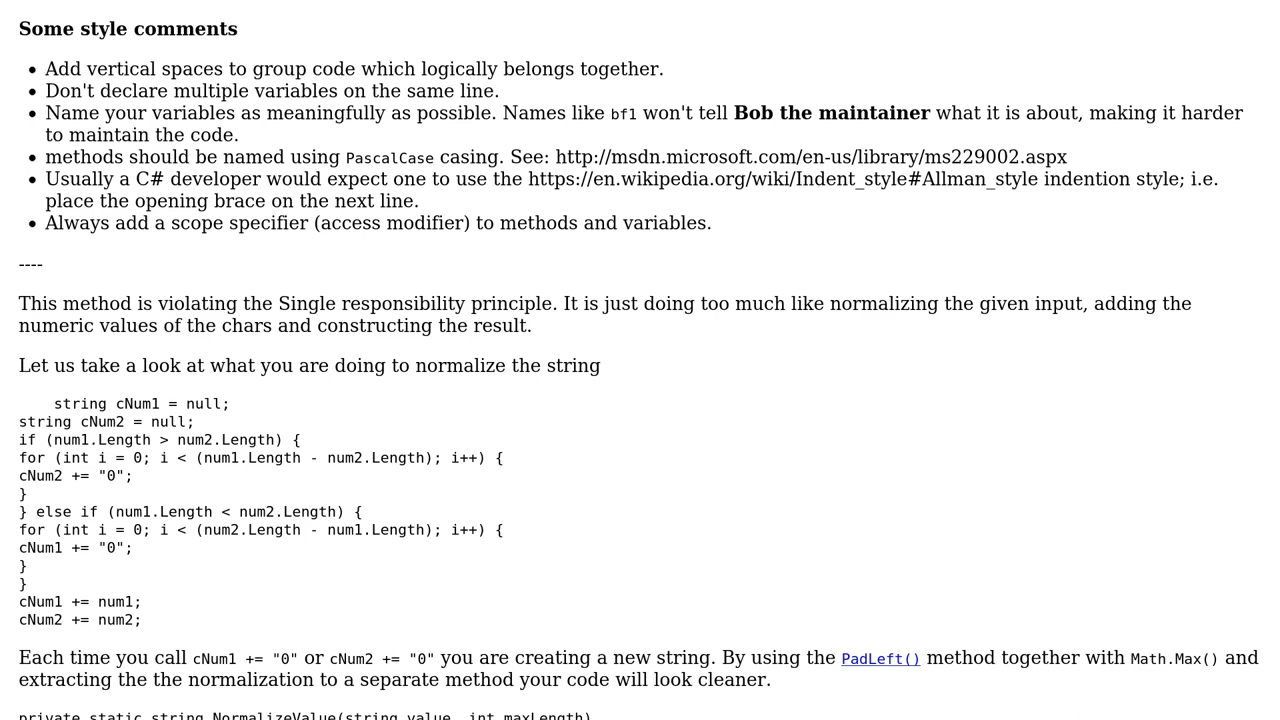 Some style comments
• Add vertical spaces to group code which logically belongs together.
• Don't declare multiple variables on the same line.
• Name your variables as meaningfully as possible. Names like bf1 won't tell Bob the maintainer what it is about, making it harder
to maintain the code.
• methods should be named using PascalCase casing. See: http://msdn.microsoft.com/en-us/library/ms229002.aspx
• Usually a C# developer would expect one to use the https://en.wikipedia.org/wiki/Indent_style#Allman_style indention style; i.e.
place the opening brace on the next line.
• Always add a scope specifier (access modifier) to methods and variables.
----
This method is violating the Single responsibility principle. It is just doing too much like normalizing the given input, adding the
numeric values of the chars and constructing the result.
Let us take a look at what you are doing to normalize the string
    string cNum1 = null;
string cNum2 = null;
if (num1.Length > num2.Length) {
for (int i = 0; i < (num1.Length - num2.Length); i++) {
cNum2 += "0";
}
} else if (num1.Length < num2.Length) {
for (int i = 0; i < (num2.Length - num1.Length); i++) {
cNum1 += "0";
}
}
cNum1 += num1;
cNum2 += num2;
Each time you call cNum1 += "0" or cNum2 += "0" you are creating a new string. By using the PadLeft() method together with Math.Max() and
extracting the the normalization to a separate method your code will look cleaner.
private static string NormalizeValue(string value, int maxLength)